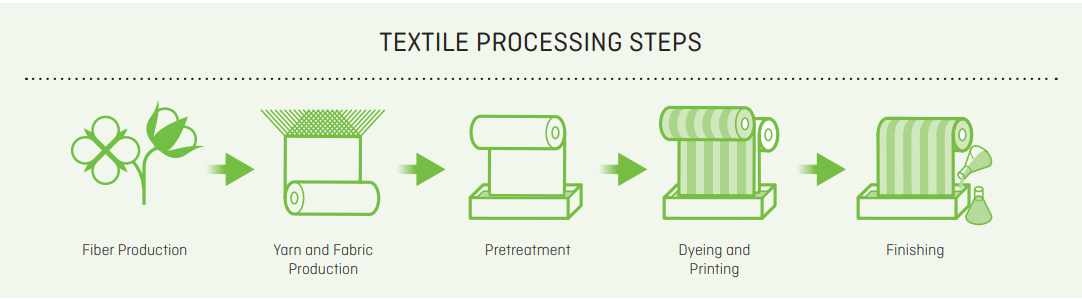 TEXTILE PROCESSING STEPS
Fiber Production
Yarn and Fabric
Production
Pretreatment
Dyeing and
Printing
Finishing